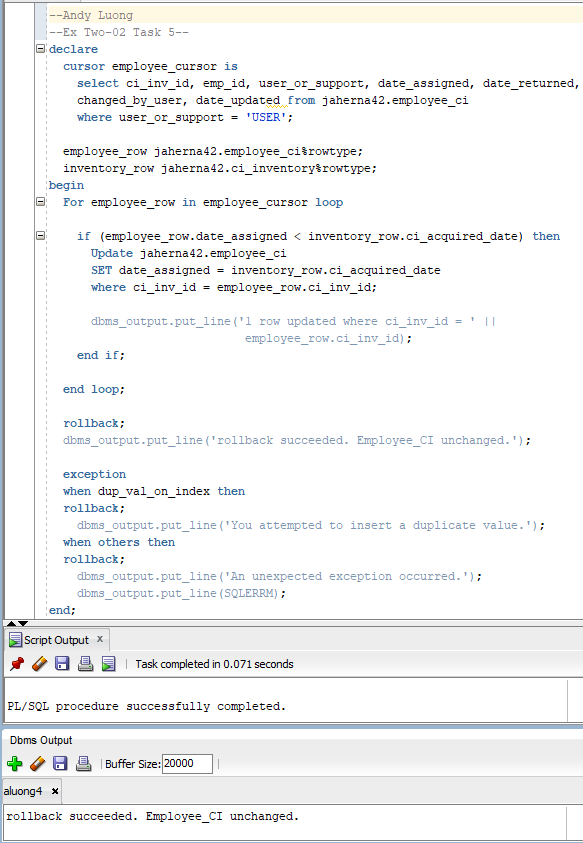 --Andy Luong
--Ex Two-02 Task 5--
declare
cursor employee_cursor is
select ci_inv_id, emp_id, user_or_support, date_assigned, date_returned,
changed_by_user, date_updated from jaherna42.employee_ci
where user_or_support = 'USER';
employee_row jaherna42.employee_ci%rowtype;
inventory_row jaherna42.ci_inventory%rowtype;
begin
For employee_row in employee_cursor loop
if (employee_row.date_assigned < inventory_row.ci_acquired_date) then
Update jaherna42.employee_ci
SET date_assigned = inventory_row.ci_acquired_date
where ci_inv_id = employee_row.ci_inv_id;
dbms_output.put_line('1 row updated where ci_inv_id = ' ||
employee_row.ci_inv_id);
end if;
end loop;
rollback;
dbms_output.put_line('rollback succeeded. Employee_CI unchanged.');
exception
when dup_val_on_index then
rollback;
dbms_output.put_line('You attempted to insert a duplicate value.');
when others then
rollback;
dbms_output.put_line('An unexpected exception occurred.');
dbms_output.put_line(SQLERRM);
end;
Script Output x
Task completed in 0.071 seconds
PL/SQL procedure successfully completed.
Dbms Output
Buffer Size: 20000
aluong4 x
rollback succeeded. Employee_CI unchanged.